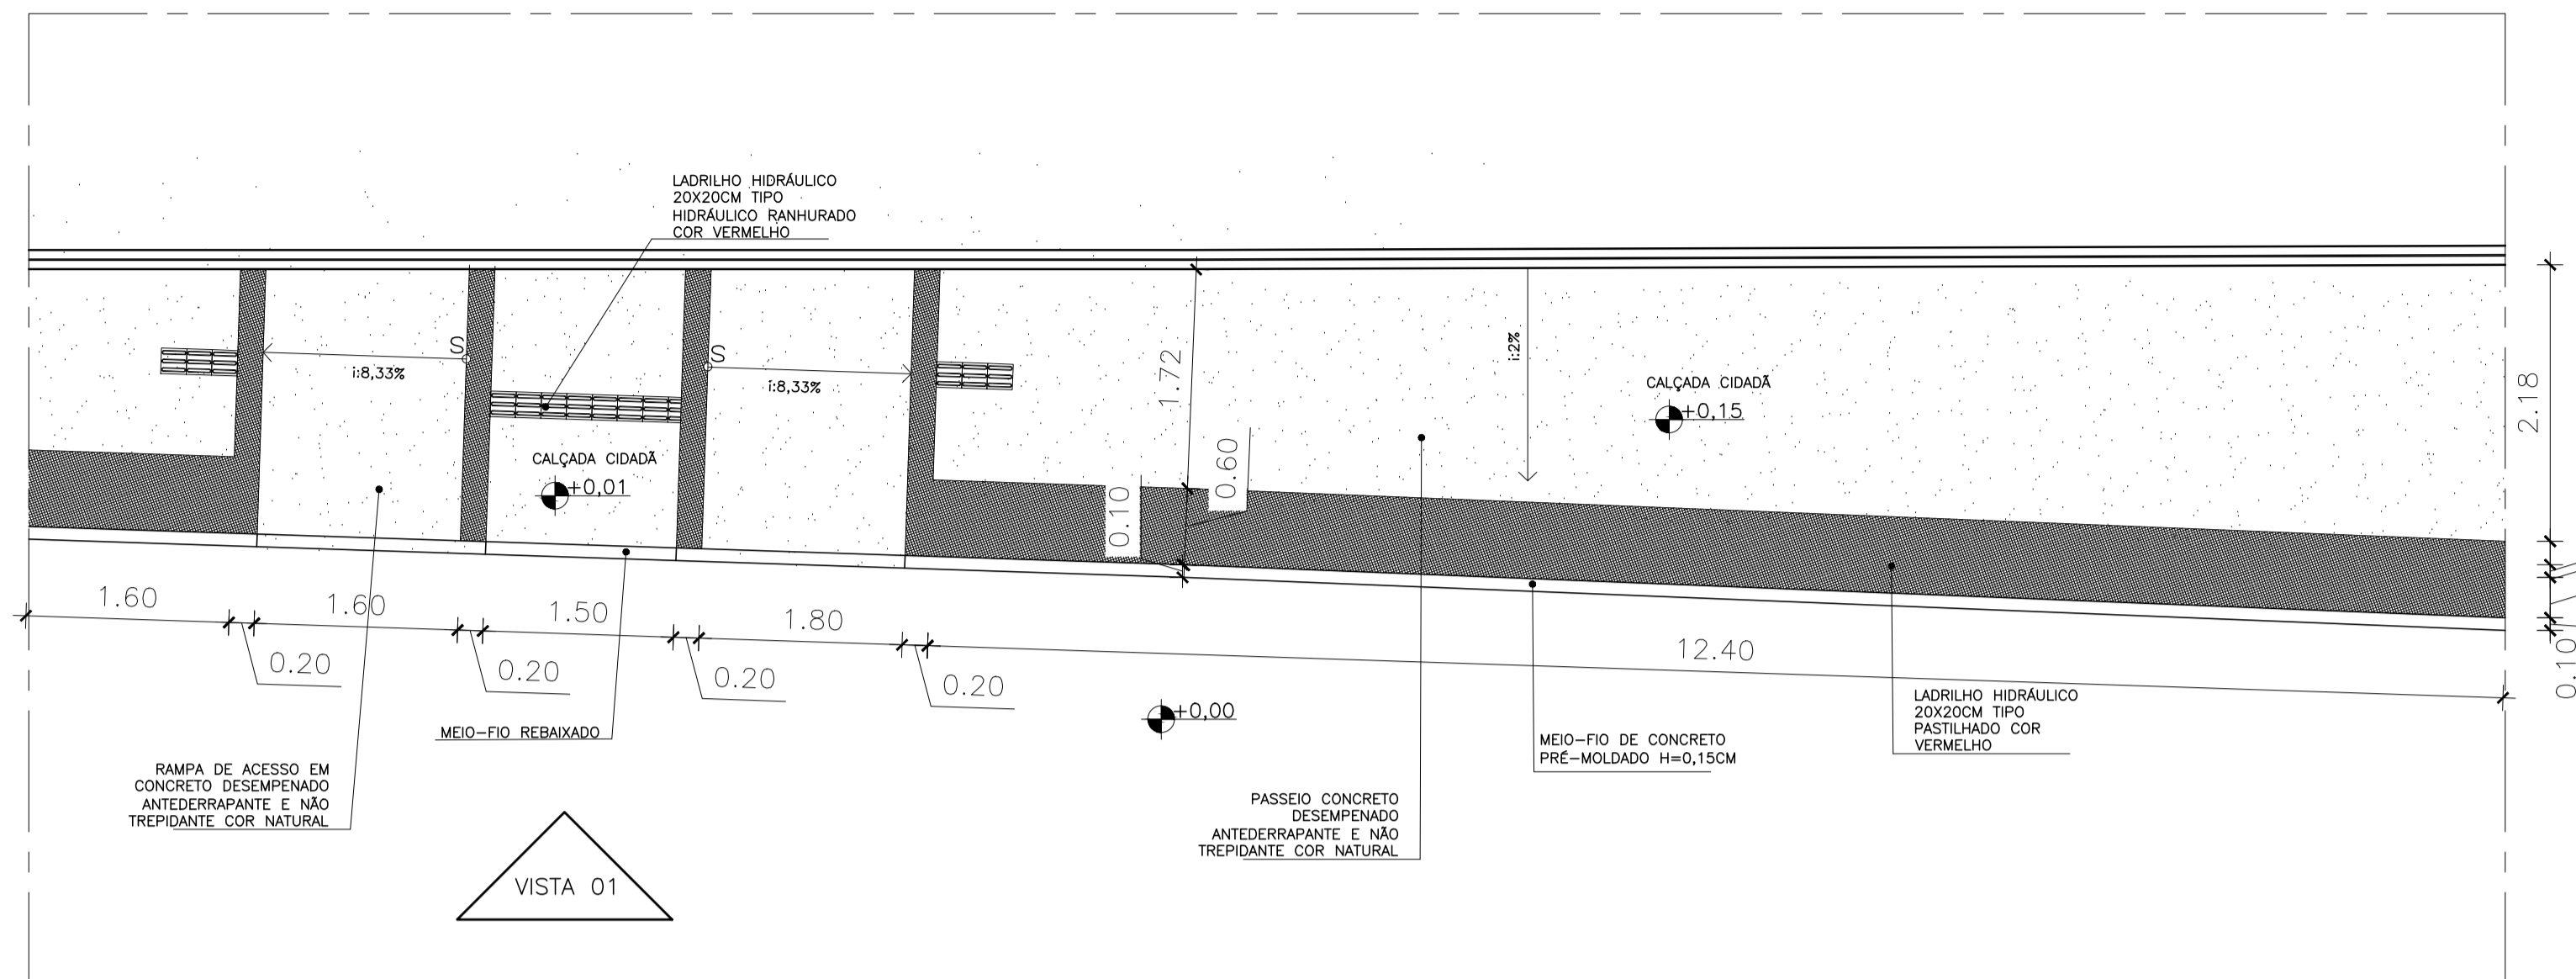 LADRILHO HIDRÁULICO
20X20CM TIPO
HIDRÁULICO RANHURADO
COR VERMELHO
S
i:8,33%
S
i:8,33%
1.72
i:2%
CALÇADA CIDADÃ
+0,15
2.18
CALÇADA CIDADÃ
+0,01
0.10
0.60
1.60
1.60
1.50
1.80
12.40
0.10
0.20
0.20
0.20
0.20
+0,00
MEIO-FIO REBAIXADO
RAMPA DE ACESSO EM
CONCRETO DESEMPENADO
ANTEDERRAPANTE E NÃO
TREPIDANTE COR NATURAL
VISTA 01
PASSEIO CONCRETO
DESEMPENADO
ANTEDERRAPANTE E NÃO
TREPIDANTE COR NATURAL
MEIO-FIO DE CONCRETO
PRÉ-MOLDADO H=0,15CM
LADRILHO HIDRÁULICO
20X20CM TIPO
PASTILHADO COR
VERMELHO